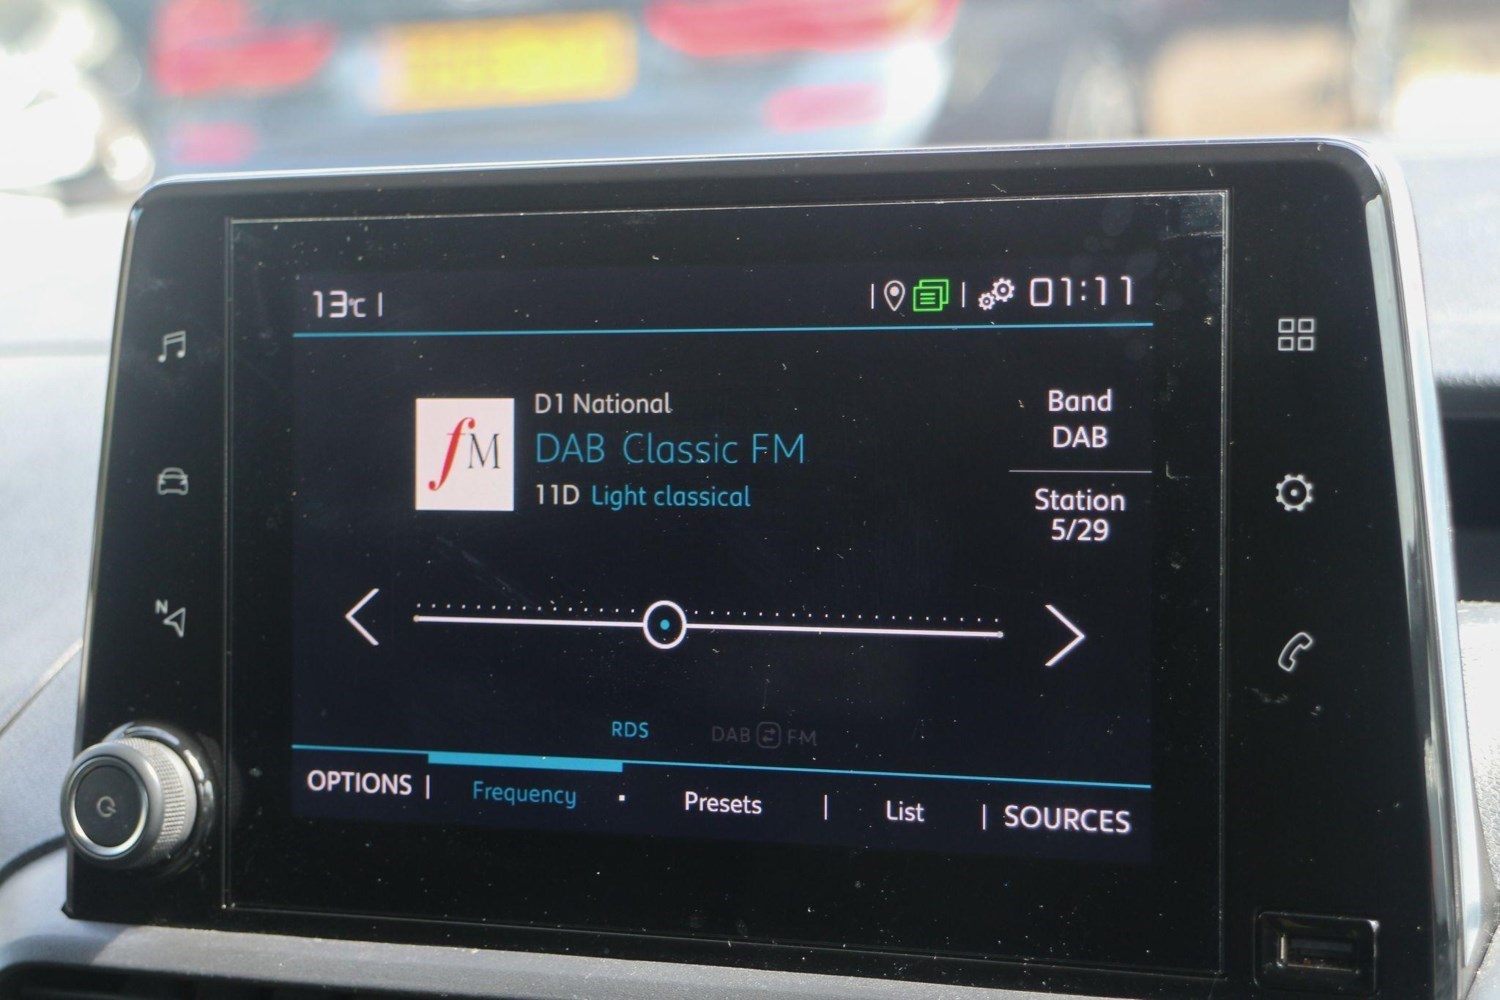 13°C
01:11
fM
D1 National
DAB Classic FM
11D Light classical
Band
DAB
Station
5/29
N
RDS
DAB FM
OPTIONS
Frequency
Presets
List
SOURCES